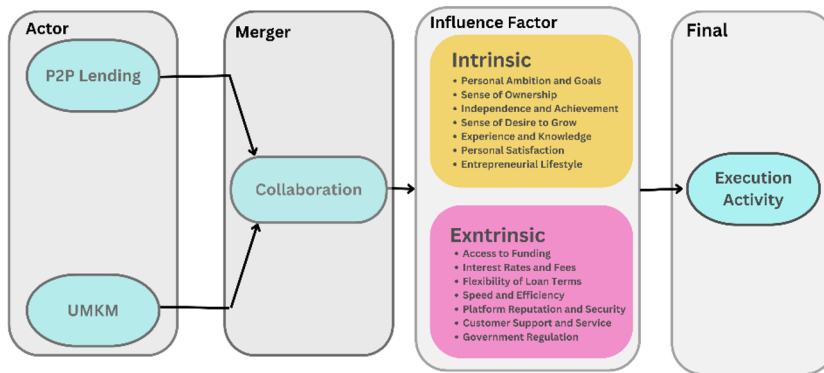 Actor
P2P Lending
UMKM
Merger
Collaboration
Influence Factor
Intrinsic
• Personal Ambition and Goals
• Sense of Ownership
• Independence and Achievement
• Sense of Desire to Grow
• Experience and Knowledge
• Personal Satisfaction
• Entrepreneurial Lifestyle
Exntrinsic
• Access to Funding
• Interest Rates and Fees
• Flexibility of Loan Terms
• Speed and Efficiency
• Platform Reputation and Security
• Customer Support and Service
• Government Regulation
Final
Execution
Activity